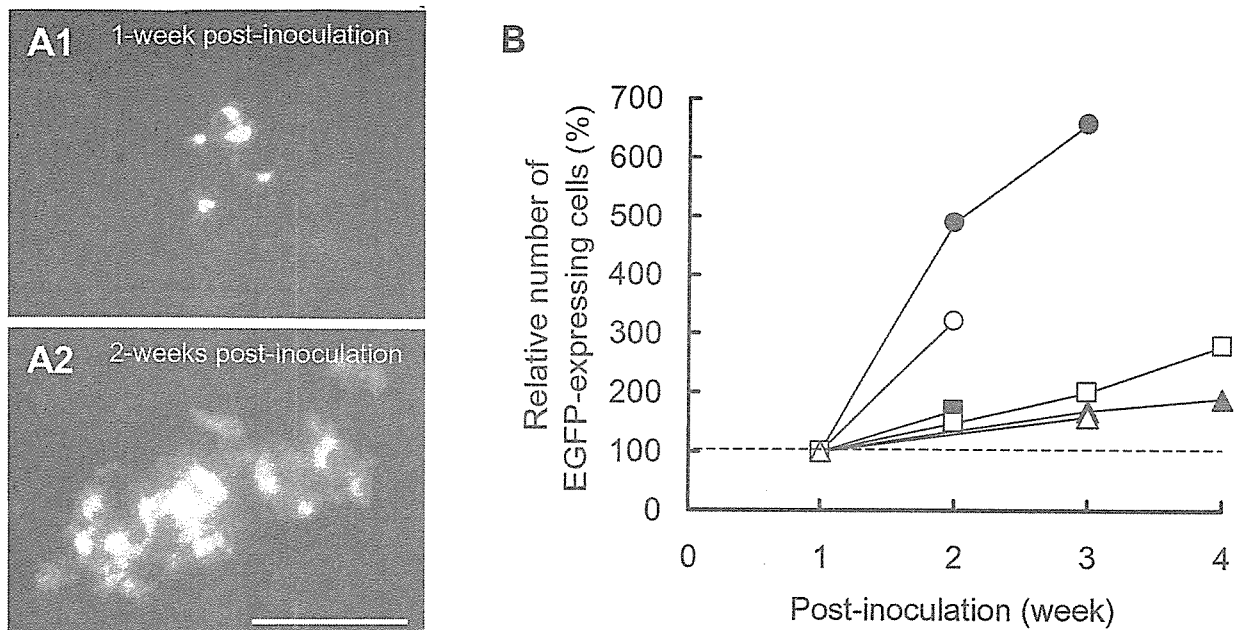 A1 1-week post-inoculation
A2 2-weeks post-inoculation
B
Relative number of
EGFP-expressing cells (%)
700
600
500
400
300
200
100
0
0 1 2 3 4
Post-inoculation (week)